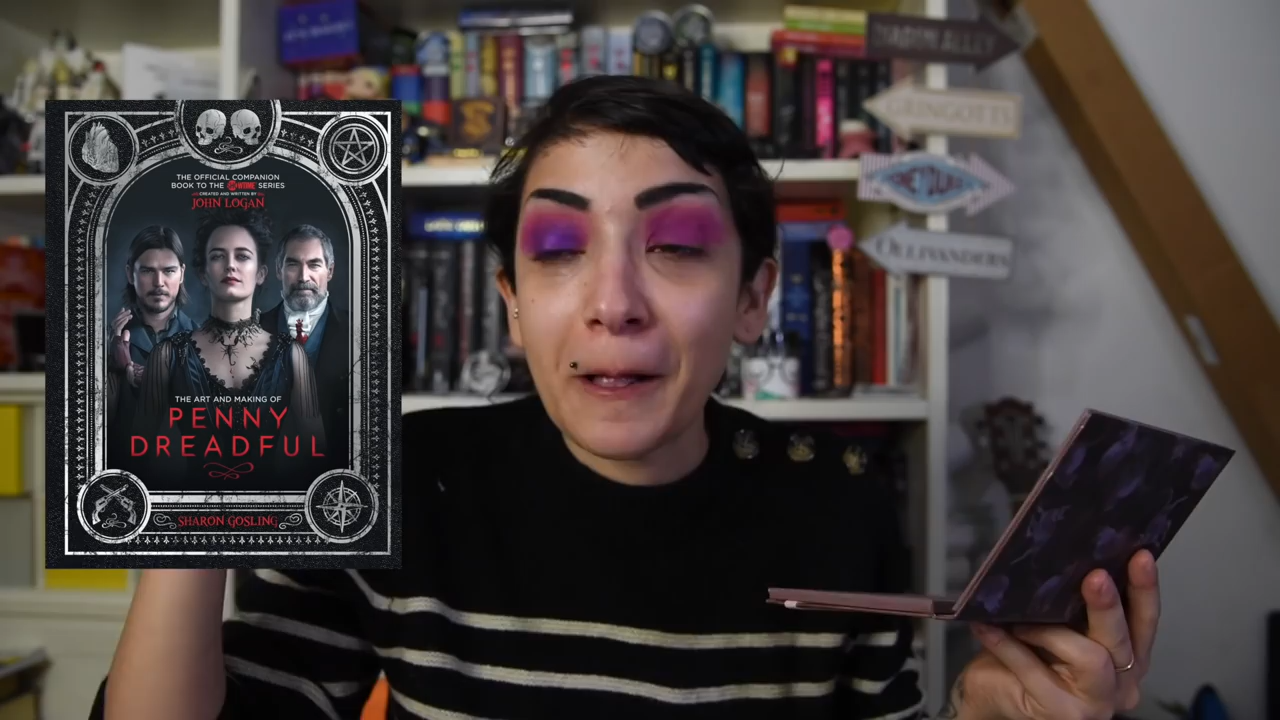 THE OFFICIAL COMPANION
BOOK TO THE SHOWTIME SERIES
CREATED AND WRITTEN BY
JOHN LOGAN
THE ART AND MAKING OF
PENNY
DREADFUL
SHARON GOSLING
DIAGON ALLEY
GRINGOTTS
OLLIVANDERS